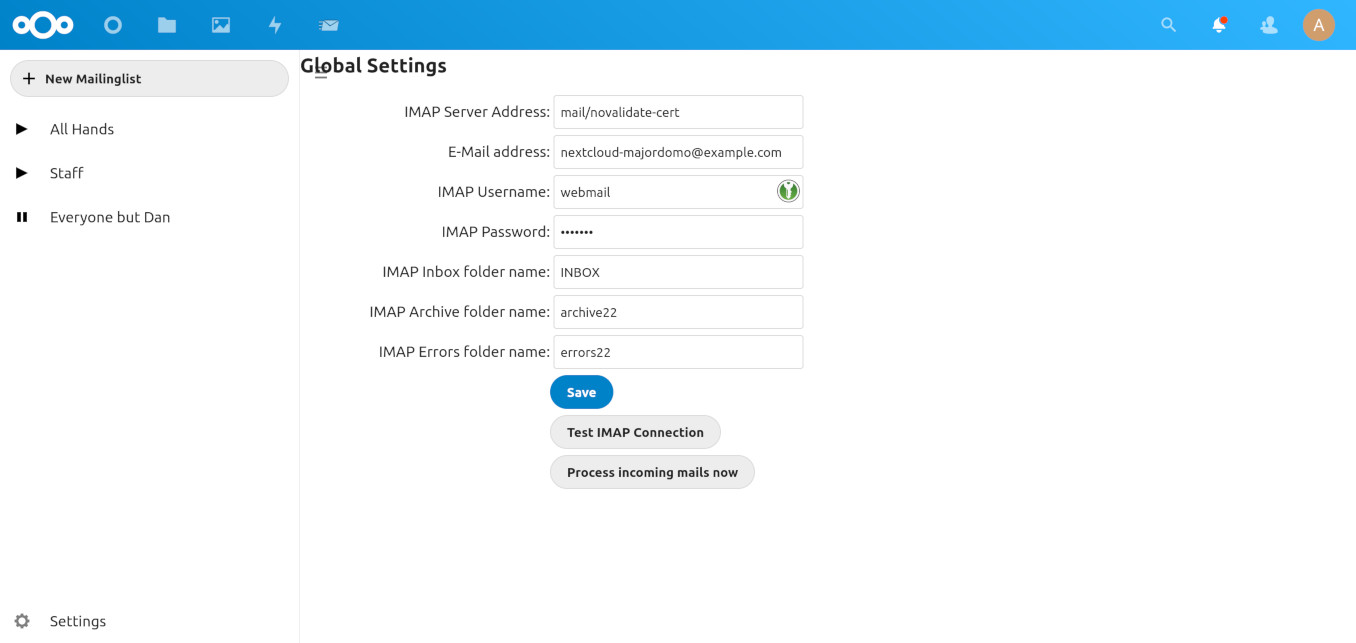 A
New Mailinglist
All Hands
Staff
Everyone but Dan
Settings
Global Settings
IMAP Server Address: mail/novalidate-cert
E-Mail address: nextcloud-majordomo@example.com
IMAP Username: webmail
IMAP Password: •••••••
IMAP Inbox folder name: INBOX
IMAP Archive folder name: archive22
IMAP Errors folder name: errors22
Save
Test IMAP Connection
Process incoming mails now